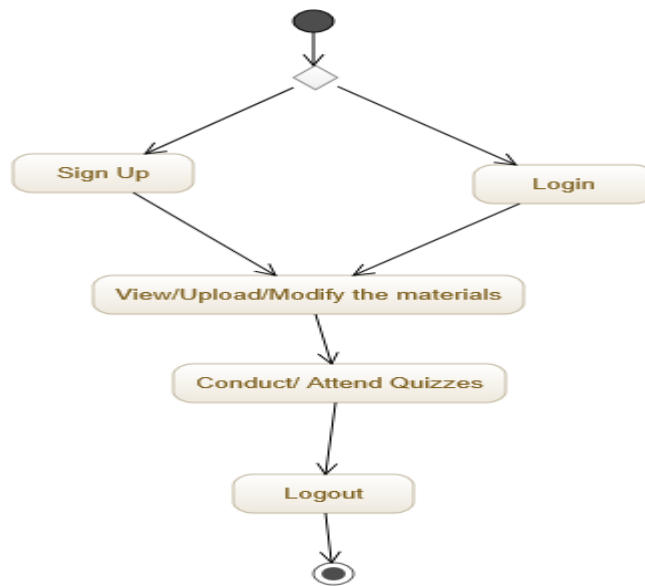 Sign Up
Login
View/Upload/Modify the materials
Conduct/ Attend Quizzes
Logout